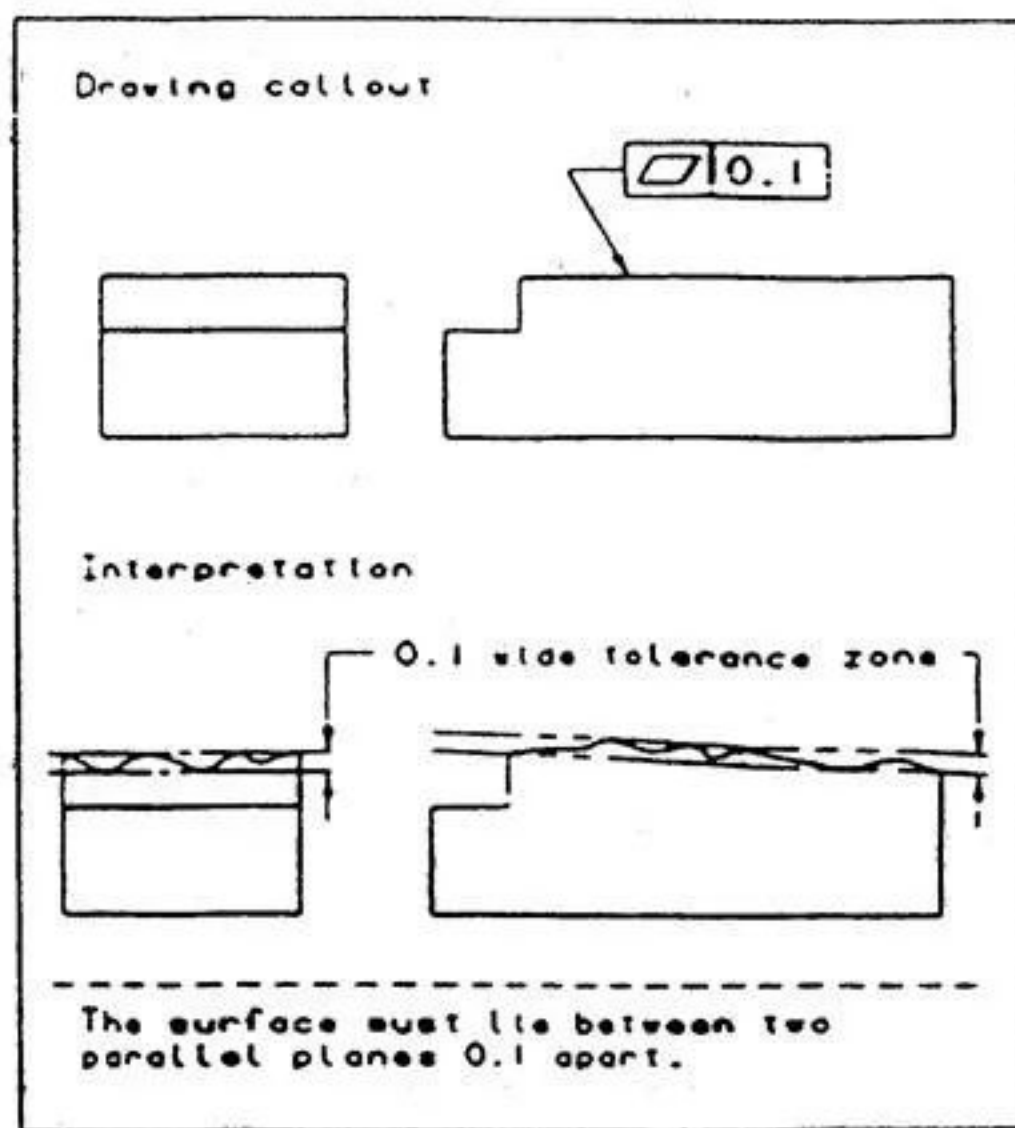 Drawing callout
0.1
Interpretation
0.1 wide tolerance zone
The surface must lie between two
parallel planes 0.1 apart.